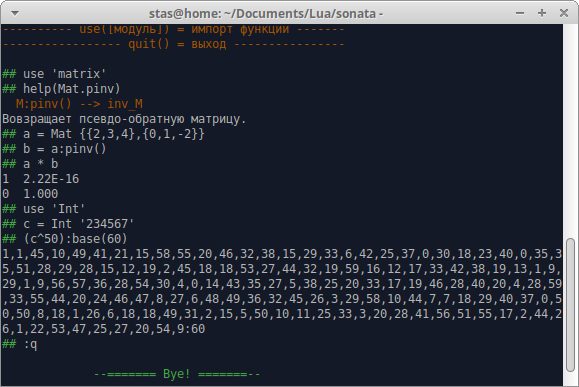 stas@home: ~/Documents/Lua/sonata -
---------- use([модуль]) = импорт функции -------
----------------- quit() = выход ----------------
## use 'matrix'
## help(Mat.pinv)
M:pinv() --> inv_M
Возвращает псевдо-обратную матрицу.
## a = Mat {{2,3,4},{0,1,-2}}
## b = a:pinv()
## a * b
1  2.22E-16
0  1.000
## use 'Int'
## c = Int '234567'
## (c^50):base(60)
1,1,45,10,49,41,21,15,58,55,20,46,32,38,15,29,33,6,42,25,37,0,30,18,23,40,0,35,3
5,51,28,29,28,15,12,19,2,45,18,18,53,27,44,32,19,59,16,12,17,33,42,38,19,13,1,9,
29,1,9,56,57,36,28,54,30,4,0,14,43,35,27,5,38,25,20,33,17,19,46,28,40,20,4,28,59
,33,55,44,20,24,46,47,8,27,6,48,49,36,32,45,26,3,29,58,10,44,7,7,18,29,40,37,0,5
0,50,8,18,1,26,6,18,18,49,31,2,15,5,50,10,11,25,33,3,20,28,41,56,51,55,17,2,44,2
6,1,22,53,47,25,27,20,54,9:60
## :q
--======= Bye! =======--